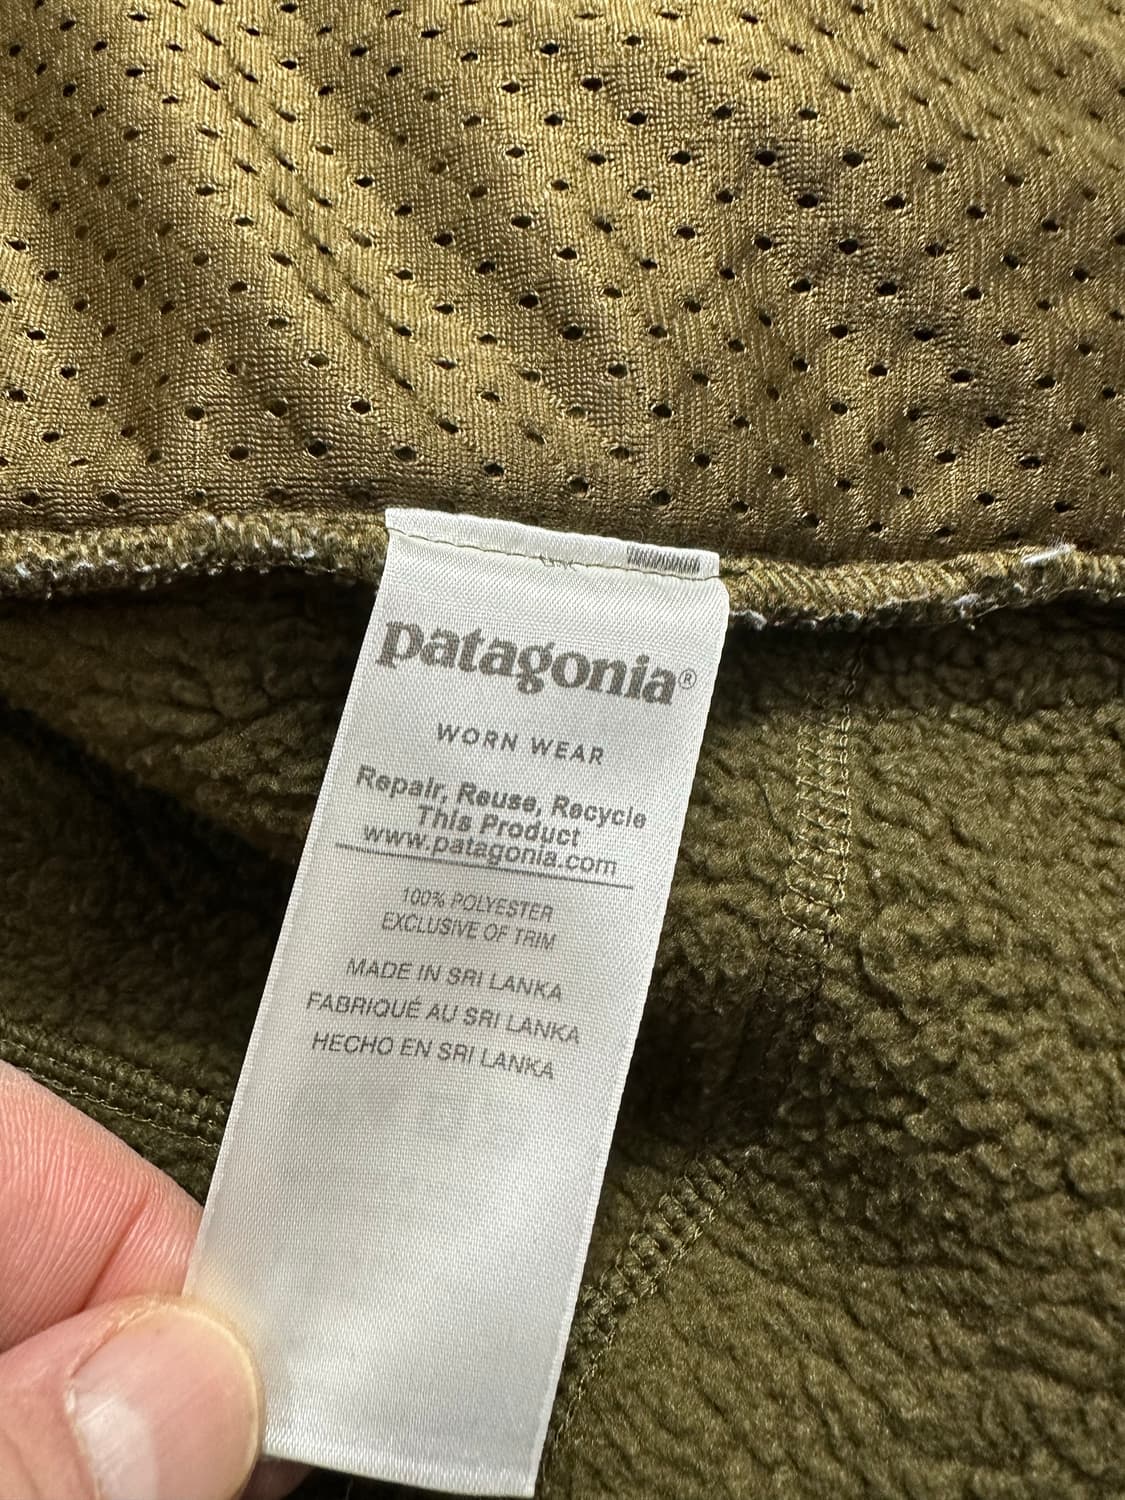 patagonia®
WORN WEAR
Repair, Reuse, Recycle
This Product
www.patagonia.com
100% POLYESTER
EXCLUSIVE OF TRIM
MADE IN SRI LANKA
FABRIQUÉ AU SRI LANKA
HECHO EN SRI LANKA